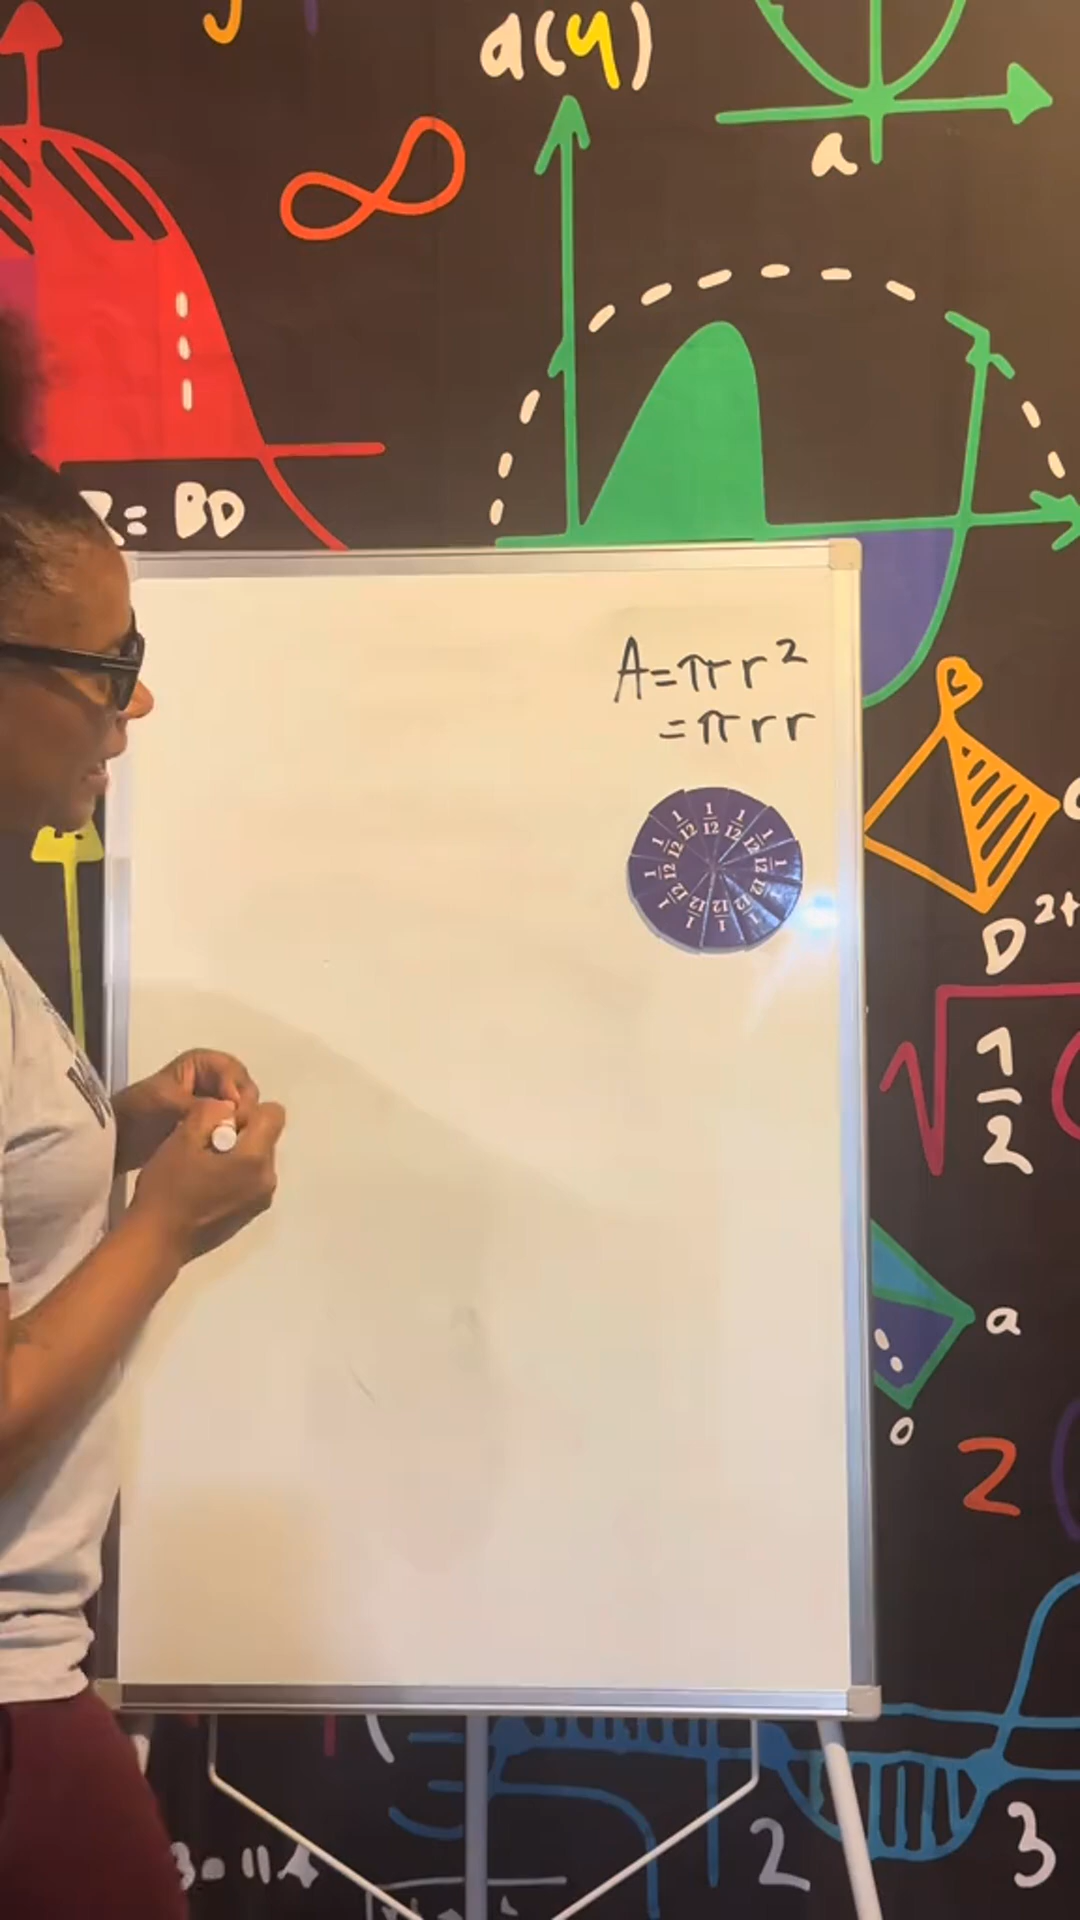 a(y)
a
R= BD
A=πr²
=πrr
1/12 1/12 1/12 1/12 1/12 1/12 1/12 1/12 1/12 1/12 1/12 1/12
D²+
1/2
a
0
2
2
3